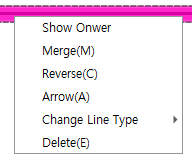 Show Onwer
Merge(M)
Reverse(C)
Arrow(A)
Change Line Type
Delete(E)